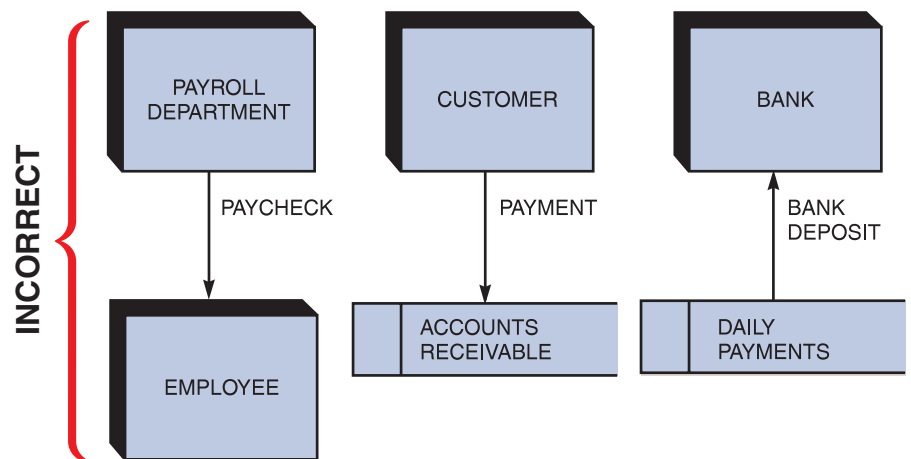 INCORRECT
PAYROLL
DEPARTMENT
PAYCHECK
EMPLOYEE
CUSTOMER
PAYMENT
ACCOUNTS
RECEIVABLE
BANK
BANK
DEPOSIT
DAILY
PAYMENTS